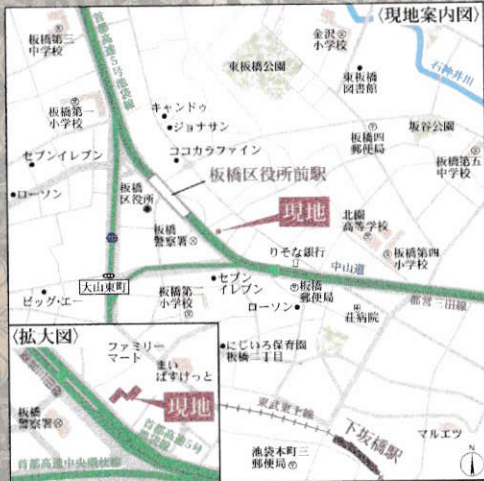 〈現地案内図〉
板橋第三
中学校
首都高速5号池袋線
金沢
小学校
石神井川
東板橋公園
東板橋
図書館
板橋第一
小学校
キャンドゥ
ジョナサン
ココカラファイン
板橋四
郵便局
坂谷公園
セブンイレブン
ローソン
板橋
区役所
板橋区役所前駅
板橋第五
中学校
現地
板橋
警察署
北園
高等学校
りそな銀行
板橋第四
小学校
中山道
大山東町
セブン
イレブン
板橋
郵便局
都営三田線
ビッグ・エー
板橋第二
小学校
ローソン
荘病院
にじいろ保育園
板橋二丁目
〈拡大図〉
ファミリー
マート
まい
ばすけっと
現地
板橋
警察署
首都高速5号
池袋線
首都高速中央環状線
東武東上線
下坂橋駅
マルエツ
池袋本町三
郵便局
N